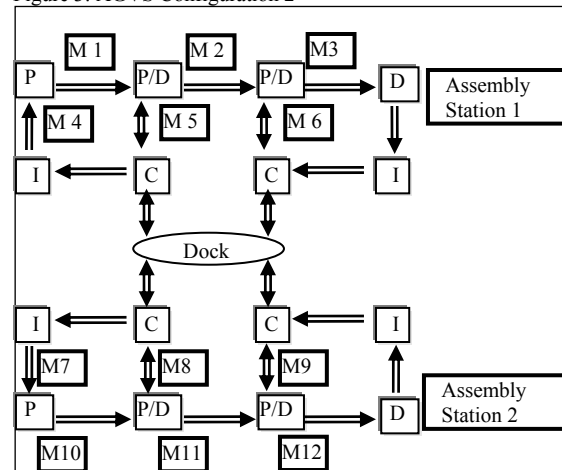 Figure AGVS Configuration 2
M 1
M 2
M3
P
P/D
P/D
D
Assembly
Station 1
M 4
M 5
M 6
I
C
C
I
Dock
I
C
C
I
M7
M8
M9
P
P/D
P/D
D
Assembly
Station 2
M10
M11
M12